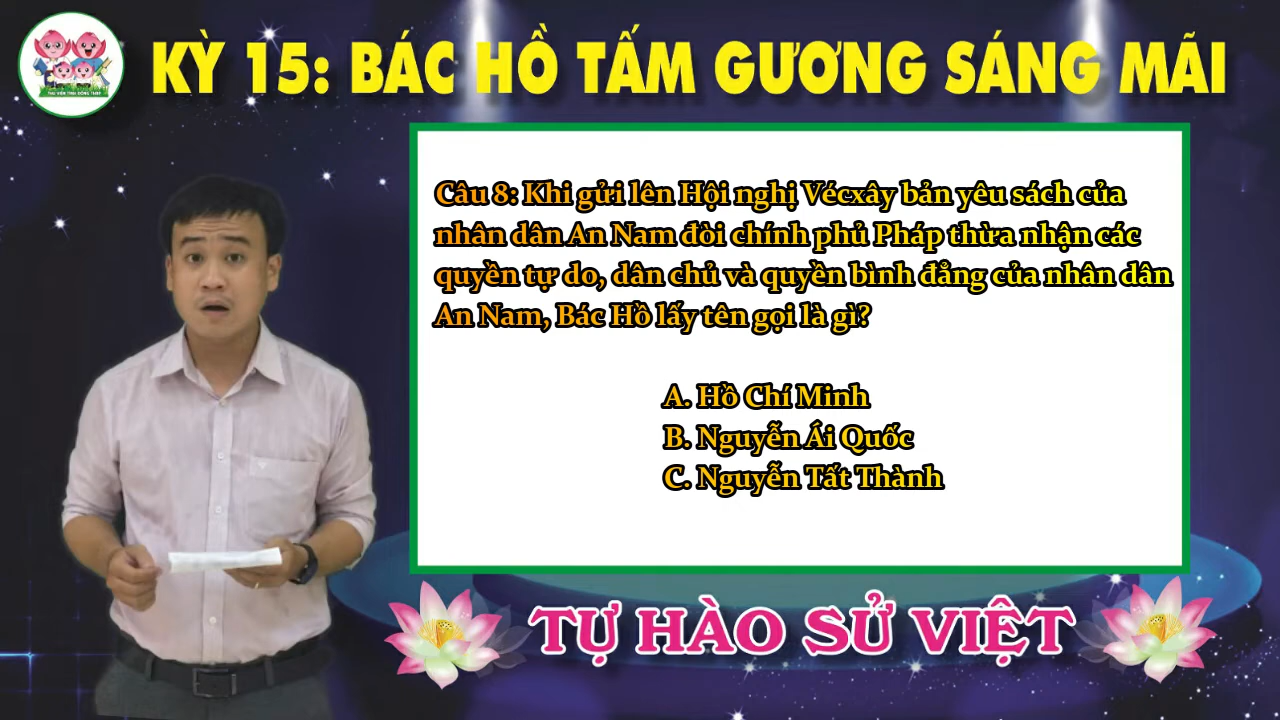 KỲ 15: BÁC HỒ TẤM GƯƠNG SÁNG MÃI
Câu 8: Khi gửi lên Hội nghị Vécxây bản yêu sách của
nhân dân An Nam đòi chính phủ Pháp thừa nhận các
quyền tự do, dân chủ và quyền bình đẳng của nhân dân
An Nam, Bác Hồ lấy tên gọi là gì?
A. Hồ Chí Minh
B. Nguyễn Ái Quốc
C. Nguyễn Tất Thành
TỰ HÀO SỬ VIỆT